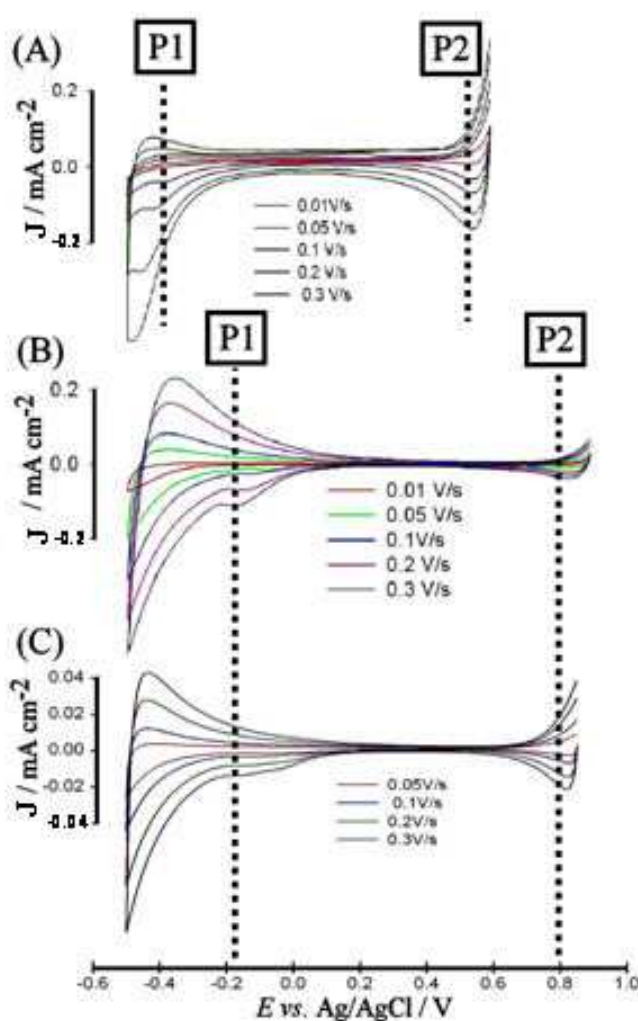 (A)
P1
P2
0.2
0.0
-0.2
J / mA cm-2
0.01V/s
0.05 V/s
0.1 V/s
0.2 V/s
0.3 V/s
(B)
P1
P2
0.2
0.0
-0.2
J / mA cm-2
0.01 V/s
0.05 V/s
0.1V/s
0.2 V/s
0.3 V/s
(C)
0.04
0.02
0.00
-0.02
-0.04
J / mA cm-2
0.05V/s
0.1V/s
0.2V/s
0.3V/s
-0.6 -0.4 -0.2 0.0 0.2 0.4 0.6 0.8 1.0
E vs. Ag/AgCl / V